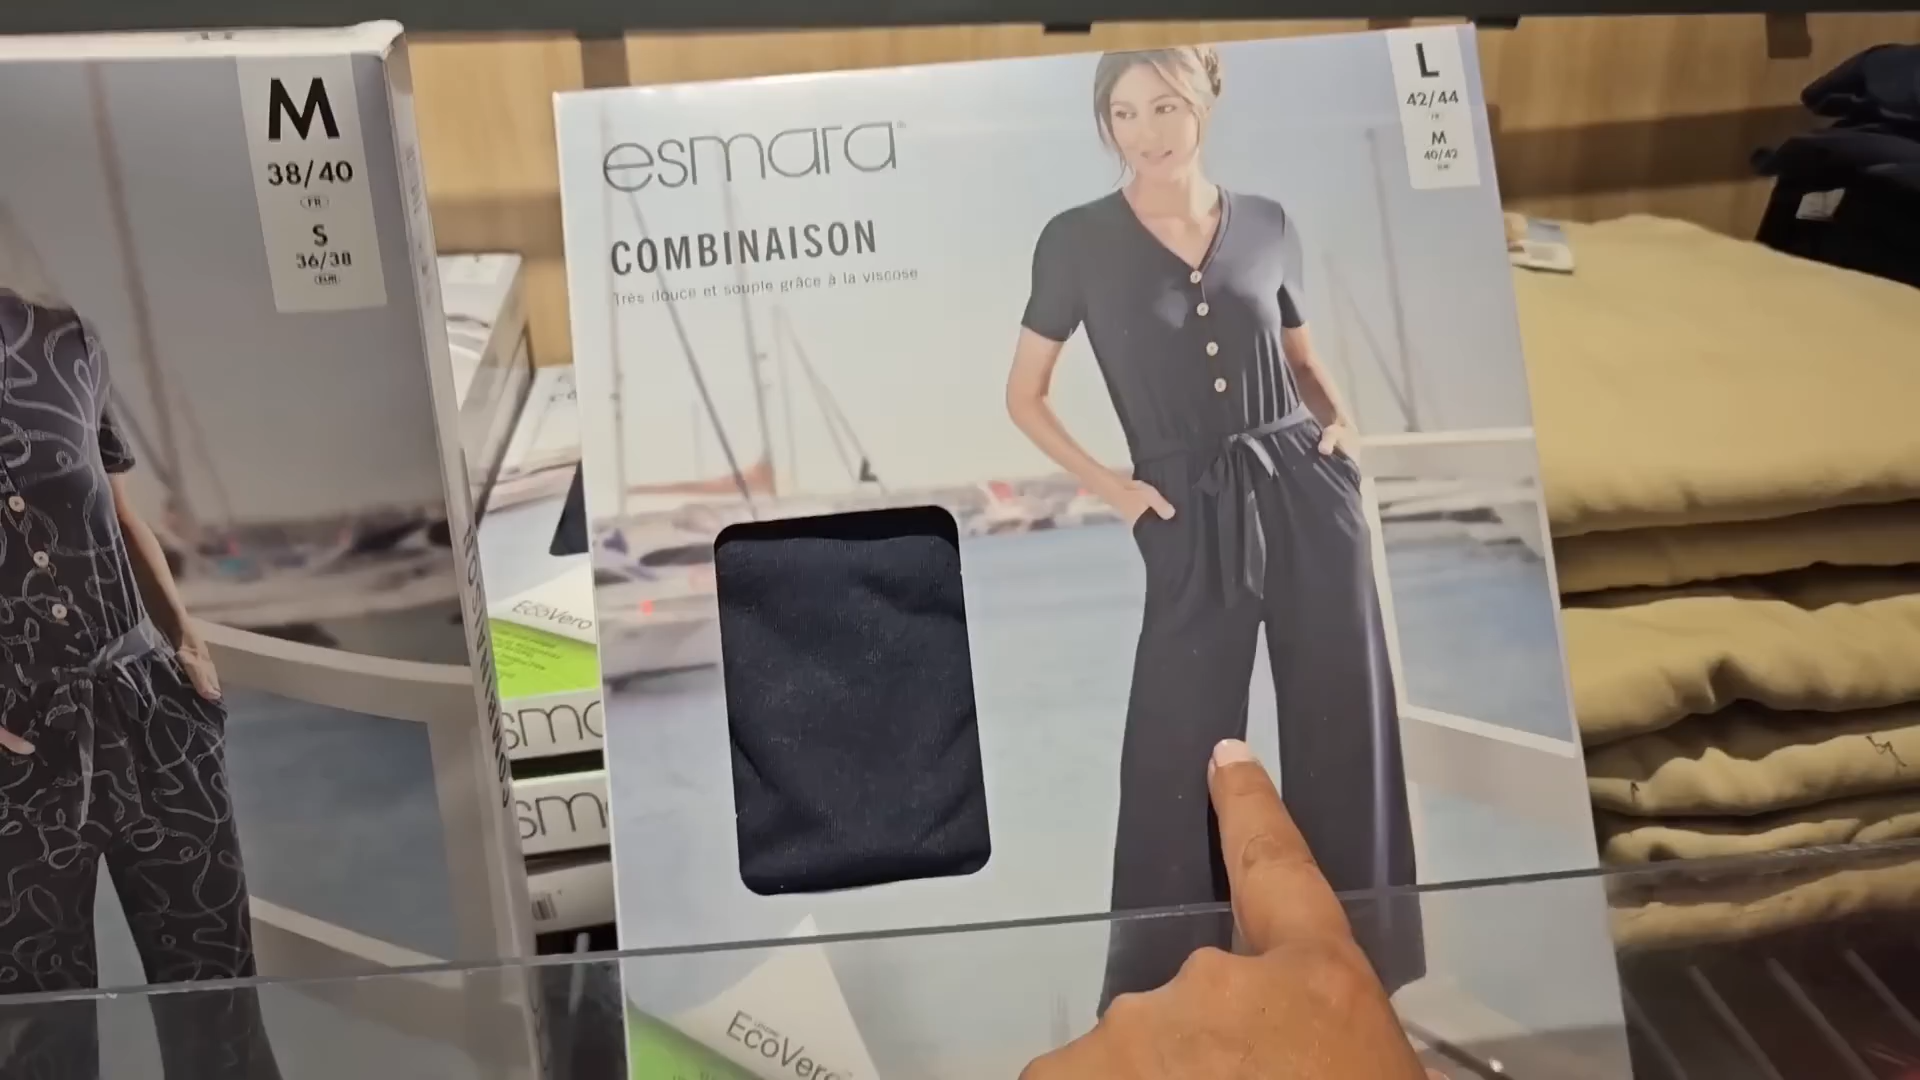 M
38/40
FR
S
36/38
EUR
COMBINAISON
esmara
COMBINAISON
Très douce et souple grâce à la viscose
L
42/44
FR
M
40/42
EcoVero
EcoVero